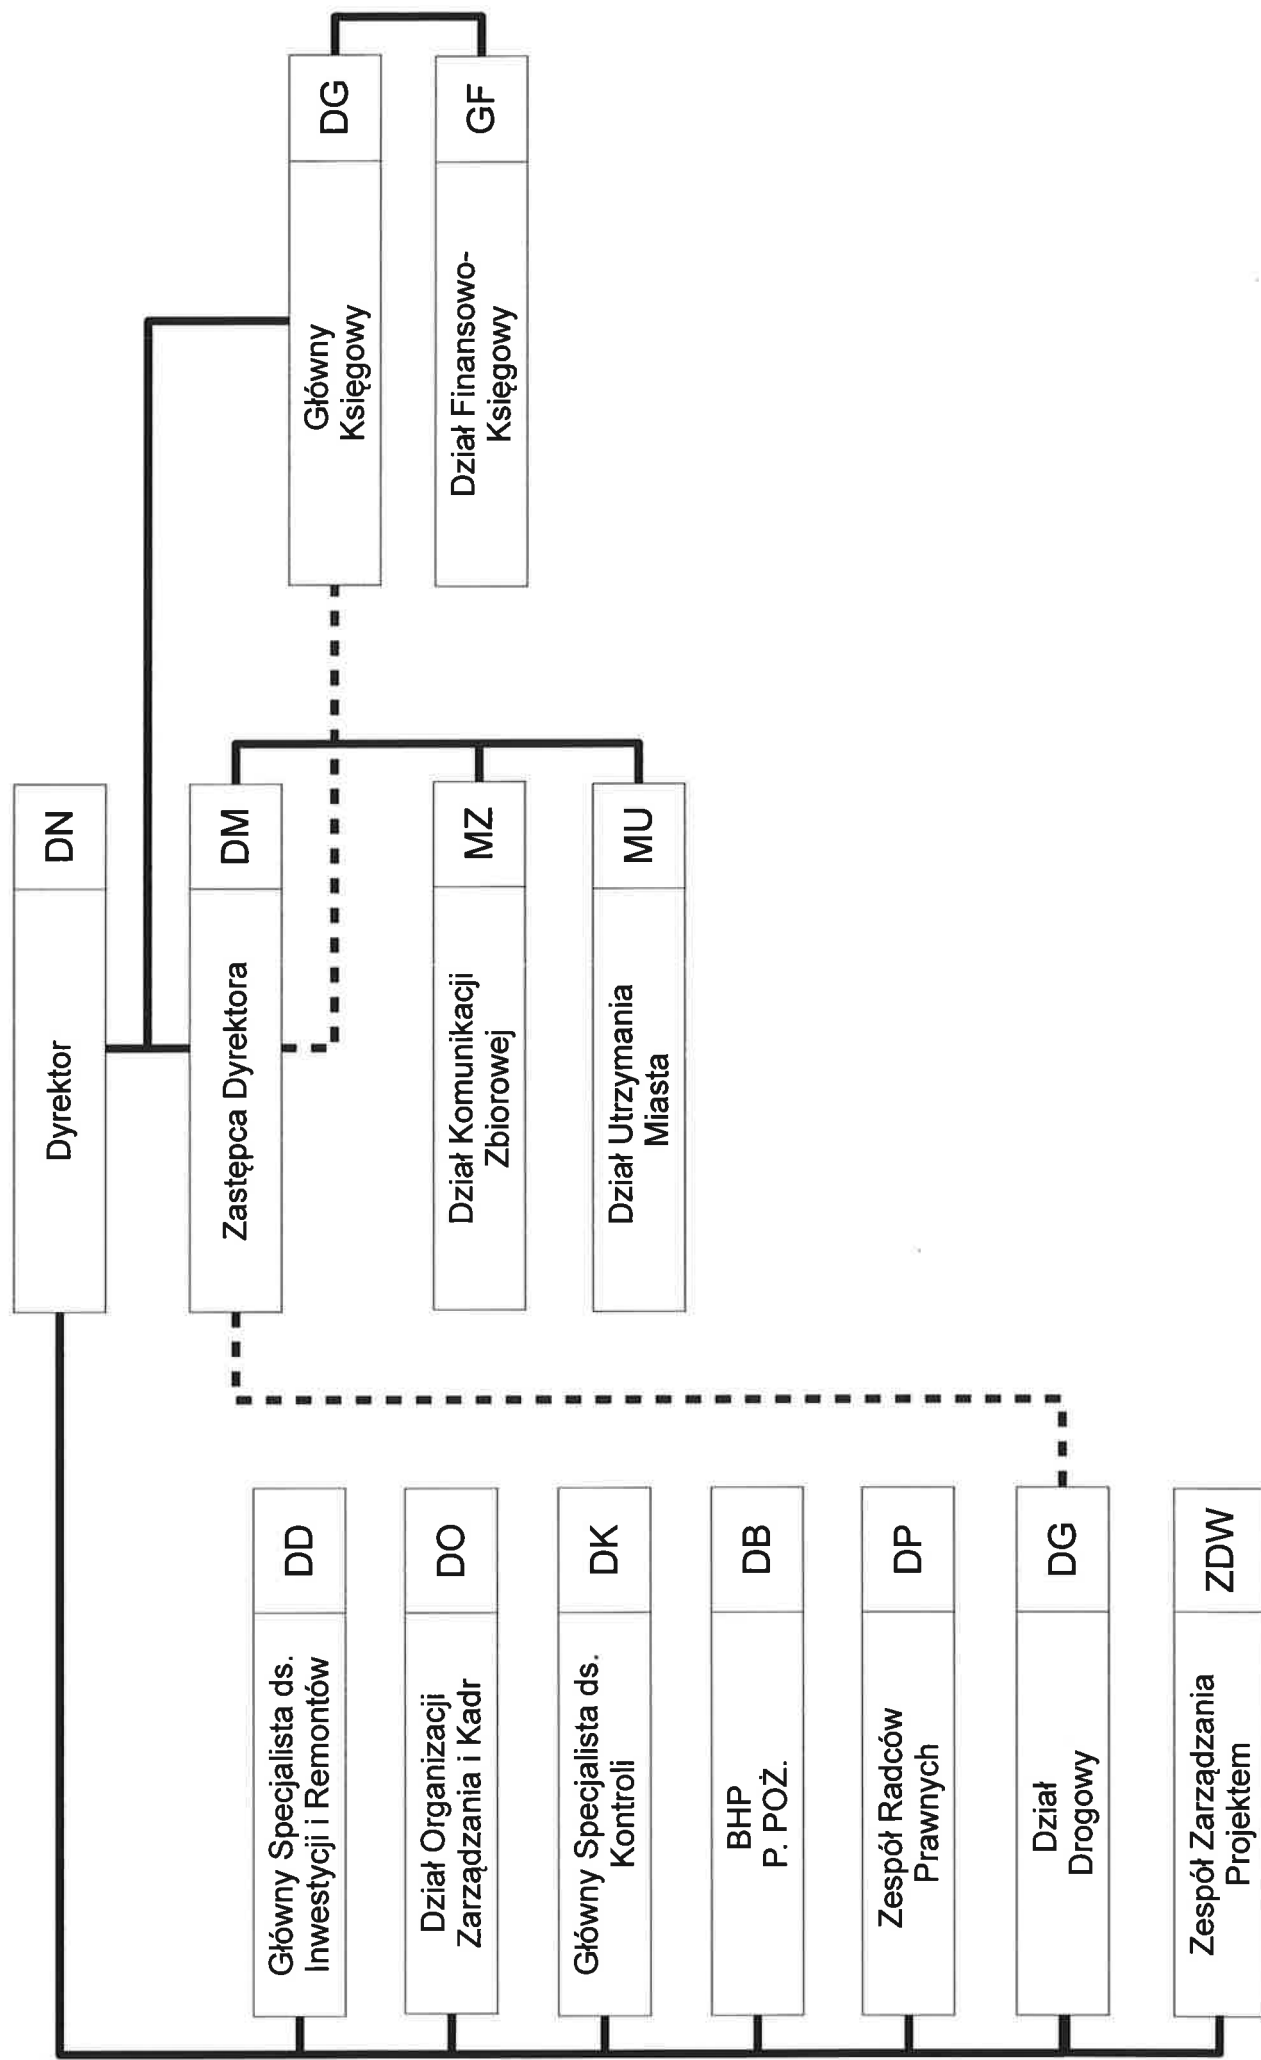 Dyrektor
DN
Zastępca Dyrektora
DM
Główny
Księgowy
DG
Dział Finansowo-
Księgowy
GF
Dział Komunikacji
Zbiorowej
MZ
Dział Utrzymania
Miasta
MU
Główny Specjalista ds.
Inwestycji i Remontów
DD
Dział Organizacji
Zarządzania i Kadr
DO
Główny Specjalista ds.
Kontroli
DK
BHP
P. POŻ.
DB
Zespół Radców
Prawnych
DP
Dział
Drogowy
DG
Zespół Zarządzania
Projektem
ZDW